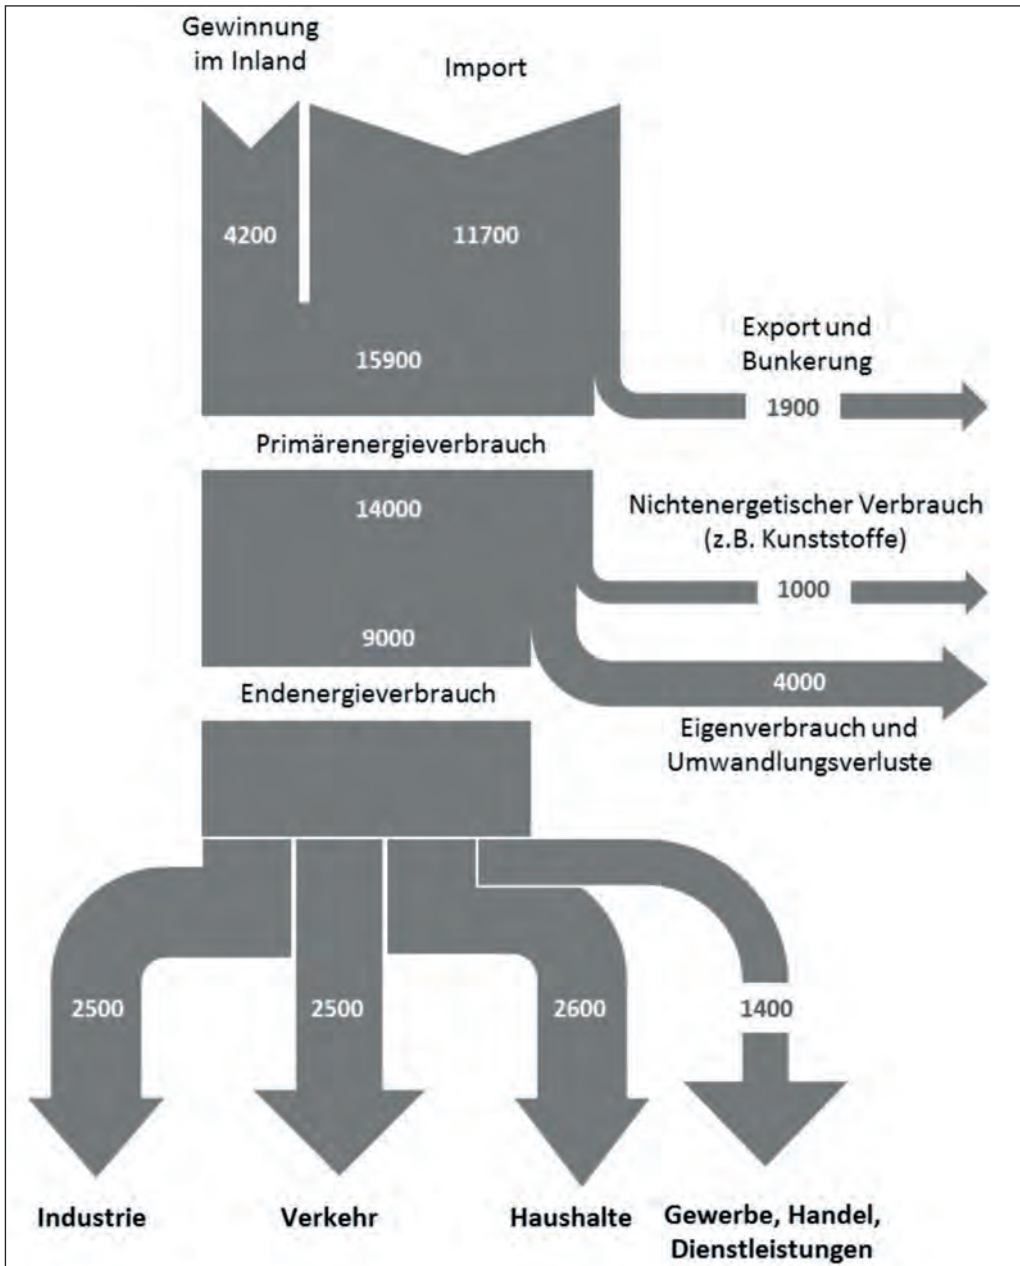 Gewinnung
im Inland
Import
4200
11700
15900
Export und
Bunkerung
1900
Primärenergieverbrauch
14000
Nichtenergetischer Verbrauch
(z.B. Kunststoffe)
1000
9000
4000
Endenergieverbrauch
Eigenverbrauch und
Umwandlungsverluste
2500
2500
2600
1400
Industrie
Verkehr
Haushalte
Gewerbe, Handel,
Dienstleistungen